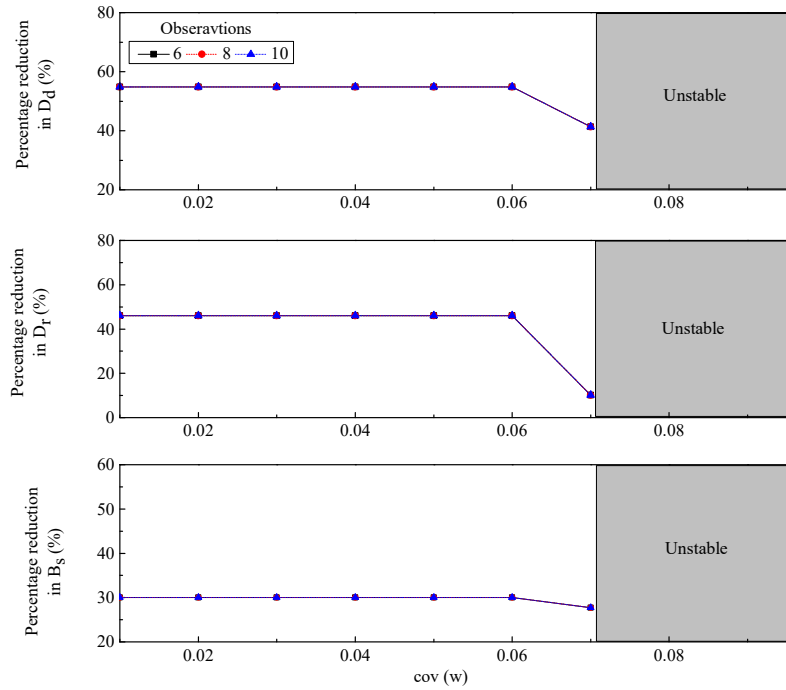 80
60
40
20
Percentage reduction
in D_d (%)
Obseravtions
6 8 10
Unstable
0.02 0.04 0.06 0.08
80
60
40
20
0
Percentage reduction
in D_r (%)
Unstable
0.02 0.04 0.06 0.08
60
50
40
30
20
Percentage reduction
in B_s (%)
Unstable
0.02 0.04 0.06 0.08
cov (w)